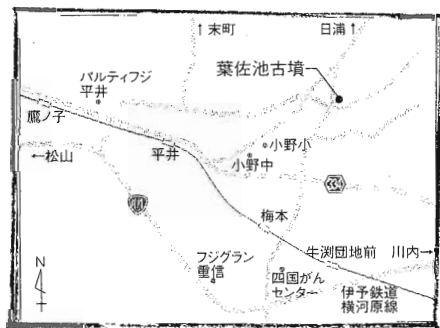 ↑末町
日浦↑
葉佐池古墳
パルティフジ
平井
鷹ノ子
←松山
平井
小野小
小野中
334
11
梅本
N
フジグラン
重信
四国がん
センター
牛渕団地前
川内→
伊予鉄道
横河原線